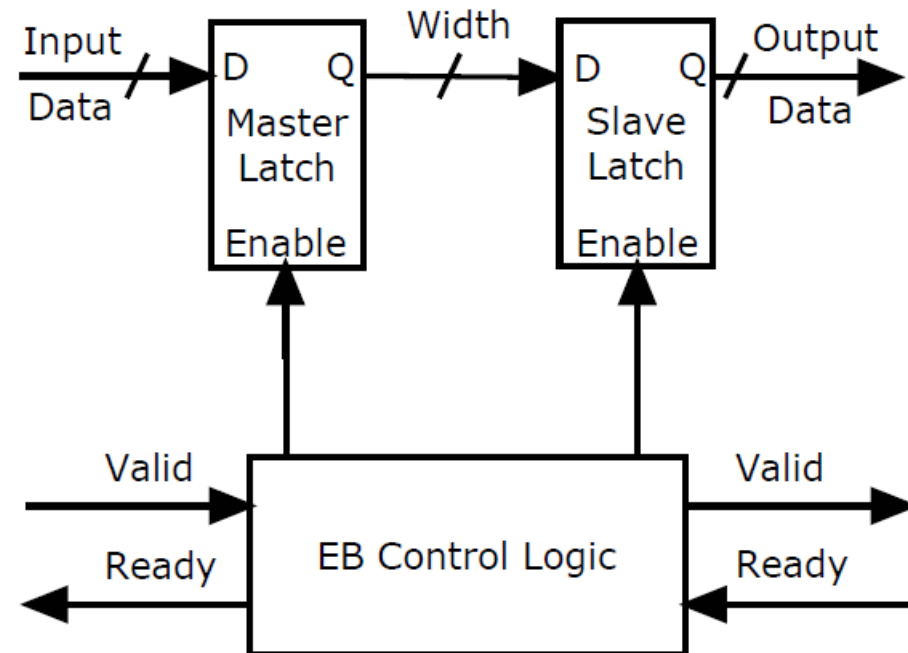 Input
Data
D Q
Master
Latch
Enable
Width
D Q
Slave
Latch
Enable
Output
Data
Valid
Ready
EB Control Logic
Valid
Ready